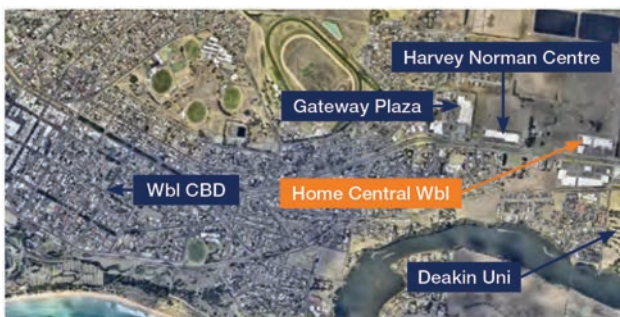 Harvey Norman Centre
Gateway Plaza
Wbl CBD
Home Central Wbl
Deakin Uni